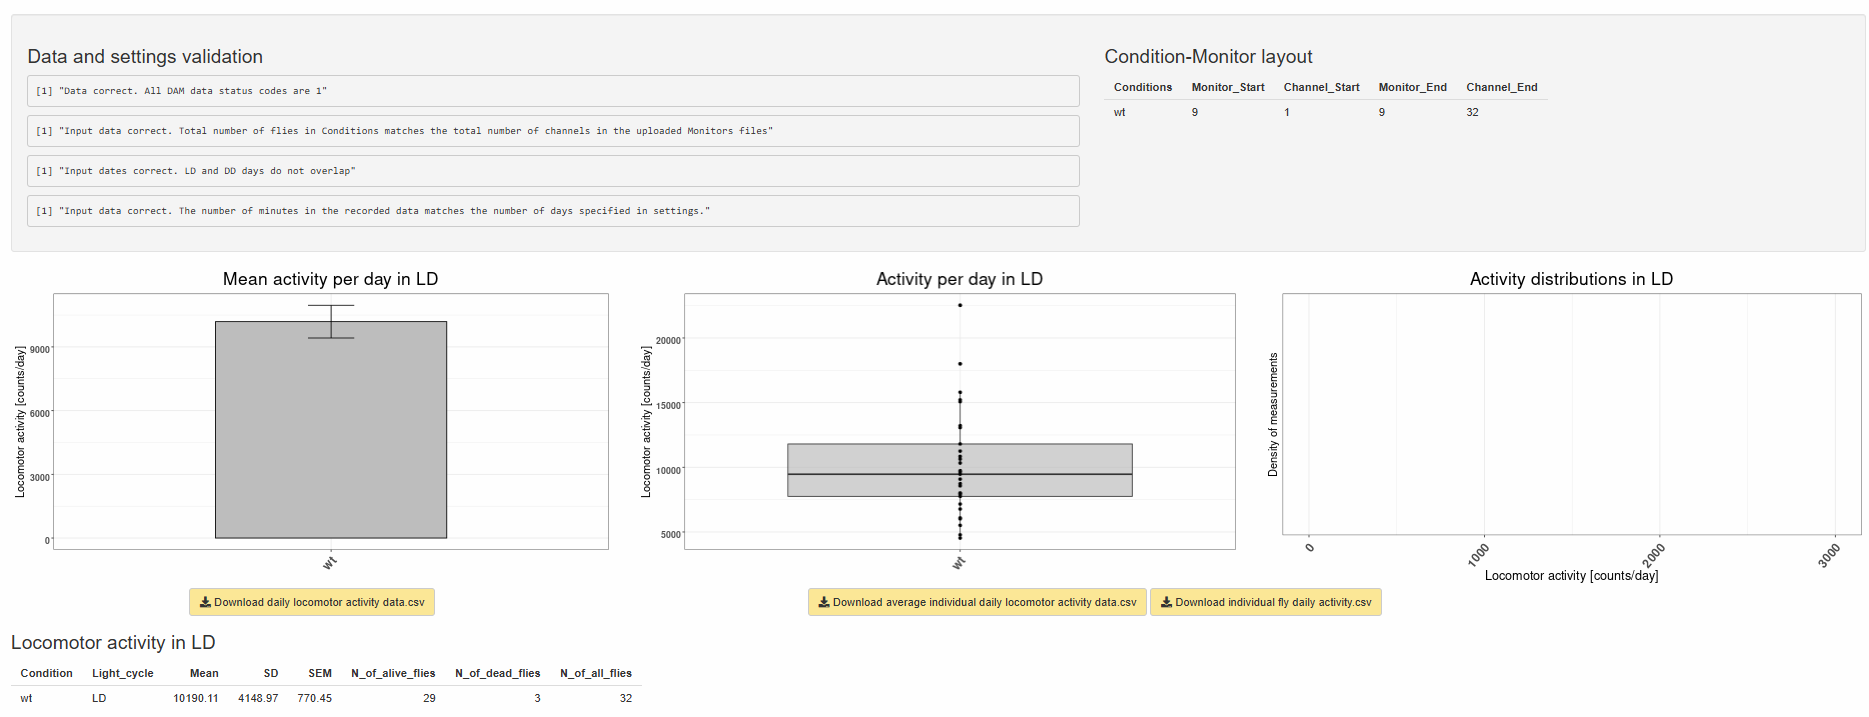 Data and settings validation
[1] "Data correct. All DAM data status codes are 1"
[1] "Input data correct. Total number of flies in Conditions matches the total number of channels in the uploaded Monitors files"
[1] "Input dates correct. LD and DD days do not overlap"
[1] "Input data correct. The number of minutes in the recorded data matches the number of days specified in settings."
Condition-Monitor layout
Conditions Monitor_Start Channel_Start Monitor_End Channel_End
wt 9 1 9 32
Mean activity per day in LD
Locomotor activity [counts/day]
9000
6000
3000
0
wt
Download daily locomotor activity data.csv
Activity per day in LD
Locomotor activity [counts/day]
20000
15000
10000
5000
wt
Download average individual daily locomotor activity data.csv
Download individual fly daily activity.csv
Activity distributions in LD
Density of measurements
0 1000 2000 3000
Locomotor activity [counts/day]
Locomotor activity in LD
Condition Light_cycle Mean SD SEM N_of_alive_flies N_of_dead_flies N_of_all_flies
wt LD 10190.11 4148.97 770.45 29 3 32